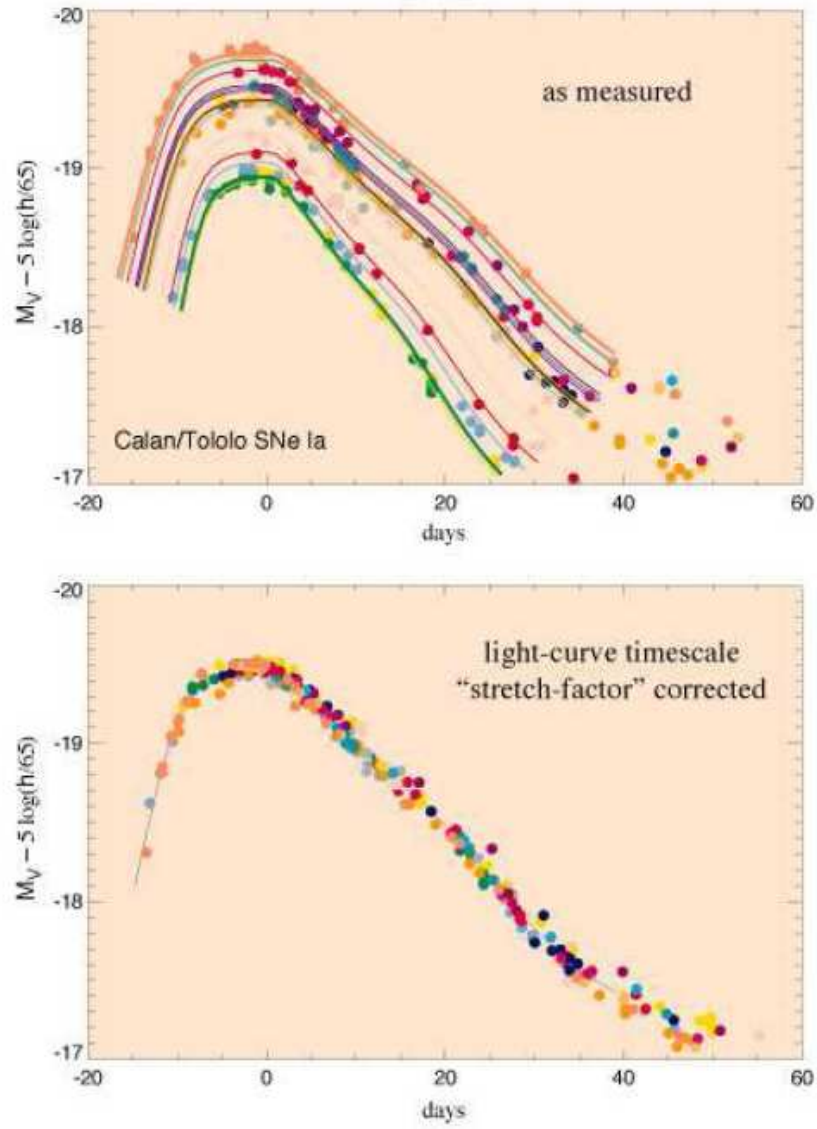 -20
as measured
-19
M_V – 5 log(h/65)
-18
Calan/Tololo SNe Ia
-17
-20 0 20 40 60
days
-20
light-curve timescale
“stretch-factor” corrected
-19
M_V – 5 log(h/65)
-18
-17
-20 0 20 40 60
days